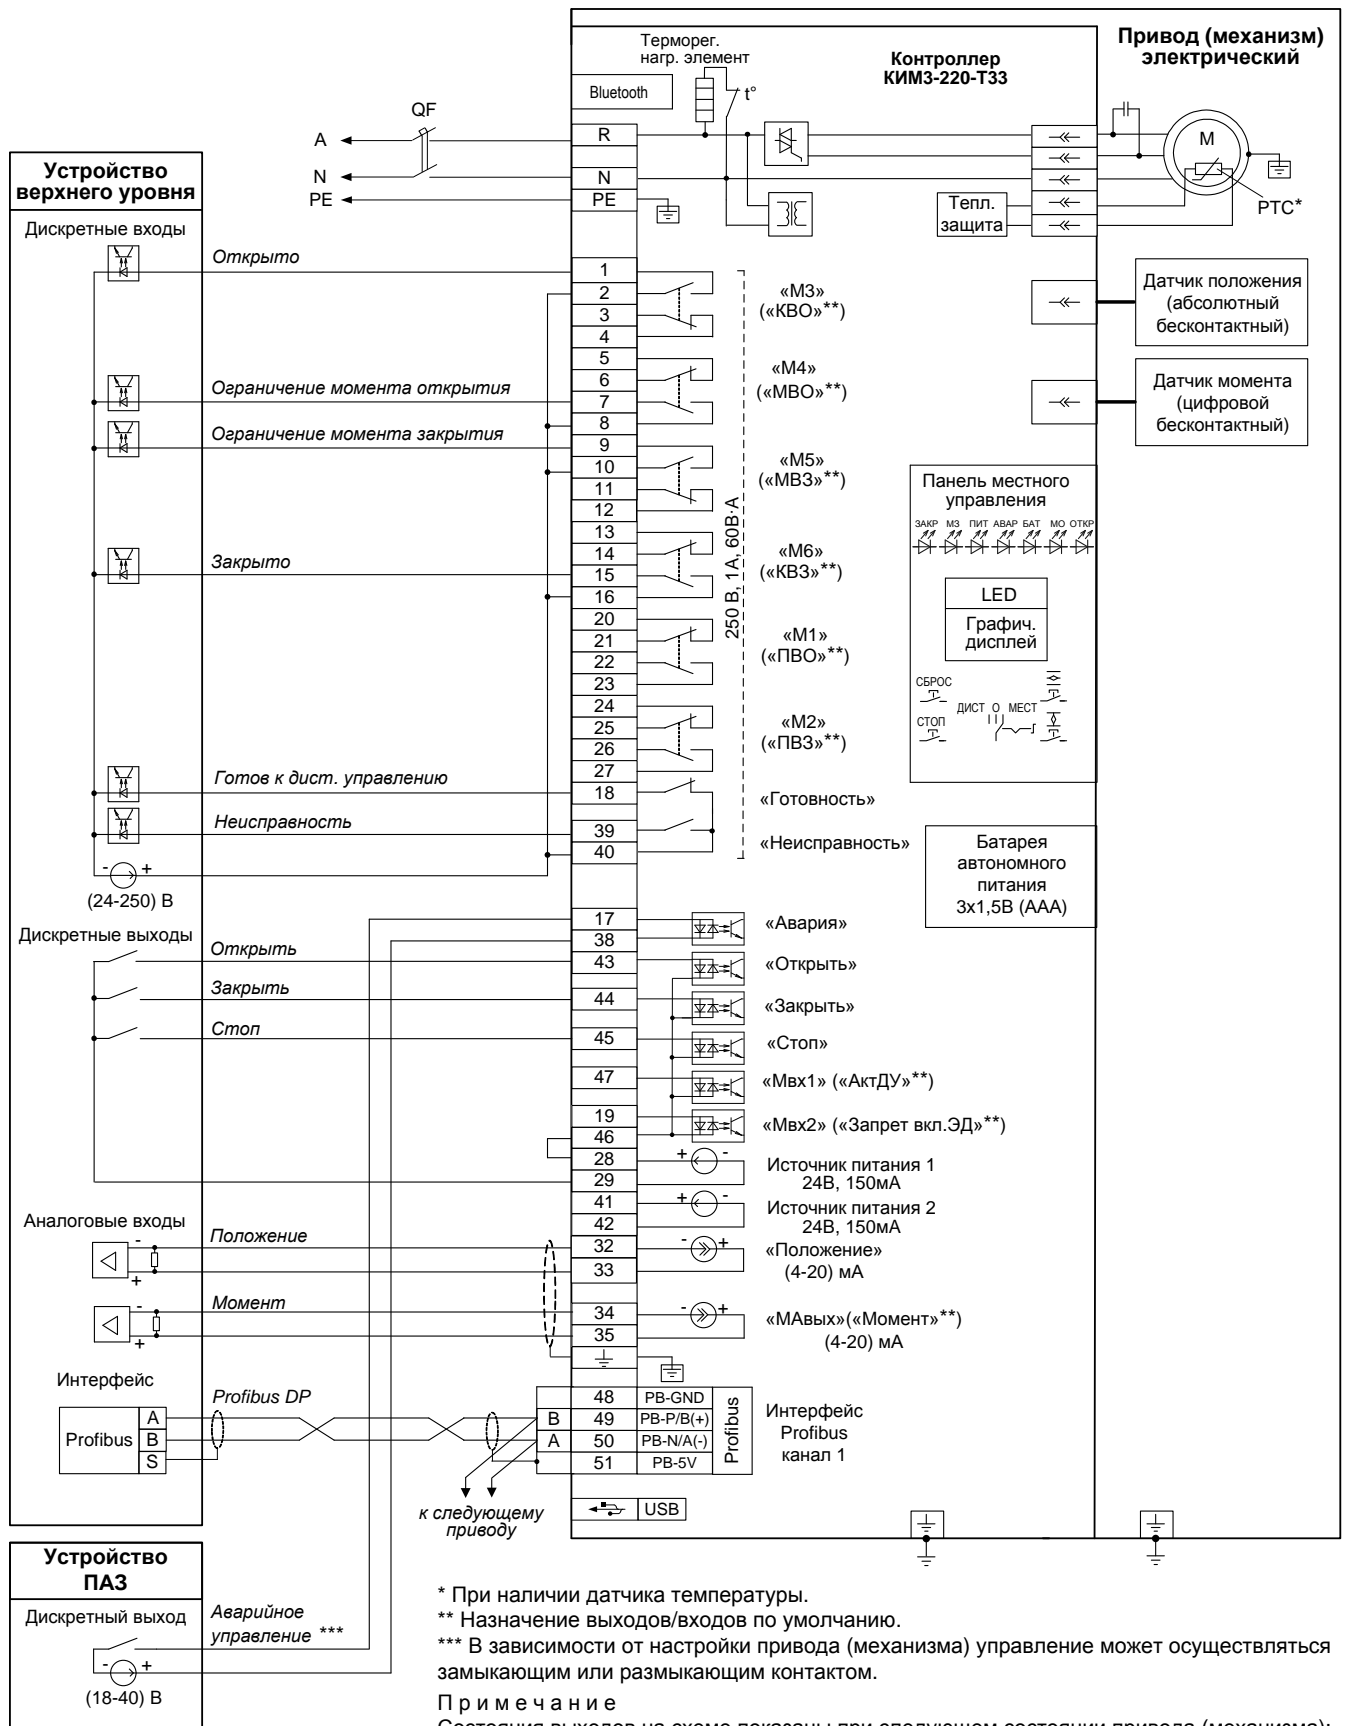 Привод (механизм)
электрический
Контроллер
КИМ3-220-Т33
Терморег.
нагр. элемент
t°
Bluetooth
QF
A
N
PE
R
N
PE
M
PTC*
Тепл.
защита
Устройство
верхнего уровня
Дискретные входы
Открыто
Ограничение момента открытия
Ограничение момента закрытия
Закрыто
Готов к дист. управлению
Неисправность
- +
(24-250) В
1
2
3
4
5
6
7
8
9
10
11
12
13
14
15
16
20
21
22
23
24
25
26
27
18
39
40
250 В, 1А, 60В·А
«М3»
(«КВО»**)
«М4»
(«МВО»**)
«М5»
(«МВЗ»**)
«М6»
(«КВЗ»**)
«М1»
(«ПВО»**)
«М2»
(«ПВЗ»**)
«Готовность»
«Неисправность»
Датчик положения
(абсолютный
бесконтактный)
Датчик момента
(цифровой
бесконтактный)
Панель местного
управления
ЗАКР МЗ ПИТ АВАР БАТ МО ОТКР
LED
Графич.
дисплей
СБРОС
СТОП
ДИСТ О МЕСТ
Батарея
автономного
питания
3х1,5В (ААА)
Дискретные выходы
Открыть
Закрыть
Стоп
17
38
43
44
45
47
19
46
28
29
41
42
32
33
34
35
«Авария»
«Открыть»
«Закрыть»
«Стоп»
«Мвх1» («АктДУ»**)
«Мвх2» («Запрет вкл.ЭД»**)
+ -
Источник питания 1
24В, 150мА
+ -
Источник питания 2
24В, 150мА
- +
«Положение»
(4-20) мА
- +
«МАвых»(«Момент»**)
(4-20) мА
Аналоговые входы
-
+
Положение
-
+
Момент
Интерфейс
Profibus
A
B
S
Profibus DP
B
A
48 PB-GND
49 PB-P/B(+)
50 PB-N/A(-)
51 PB-5V
Profibus
Интерфейс
Profibus
канал 1
к следующему
приводу
USB
Устройство
ПАЗ
Дискретный выход
- +
(18-40) В
Аварийное
управление ***
* При наличии датчика температуры.
** Назначение выходов/входов по умолчанию.
*** В зависимости от настройки привода (механизма) управление может осуществляться
замыкающим или размыкающим контактом.
Примечание
Состояния выходов на схеме показаны при следующем состоянии привода (механизма):